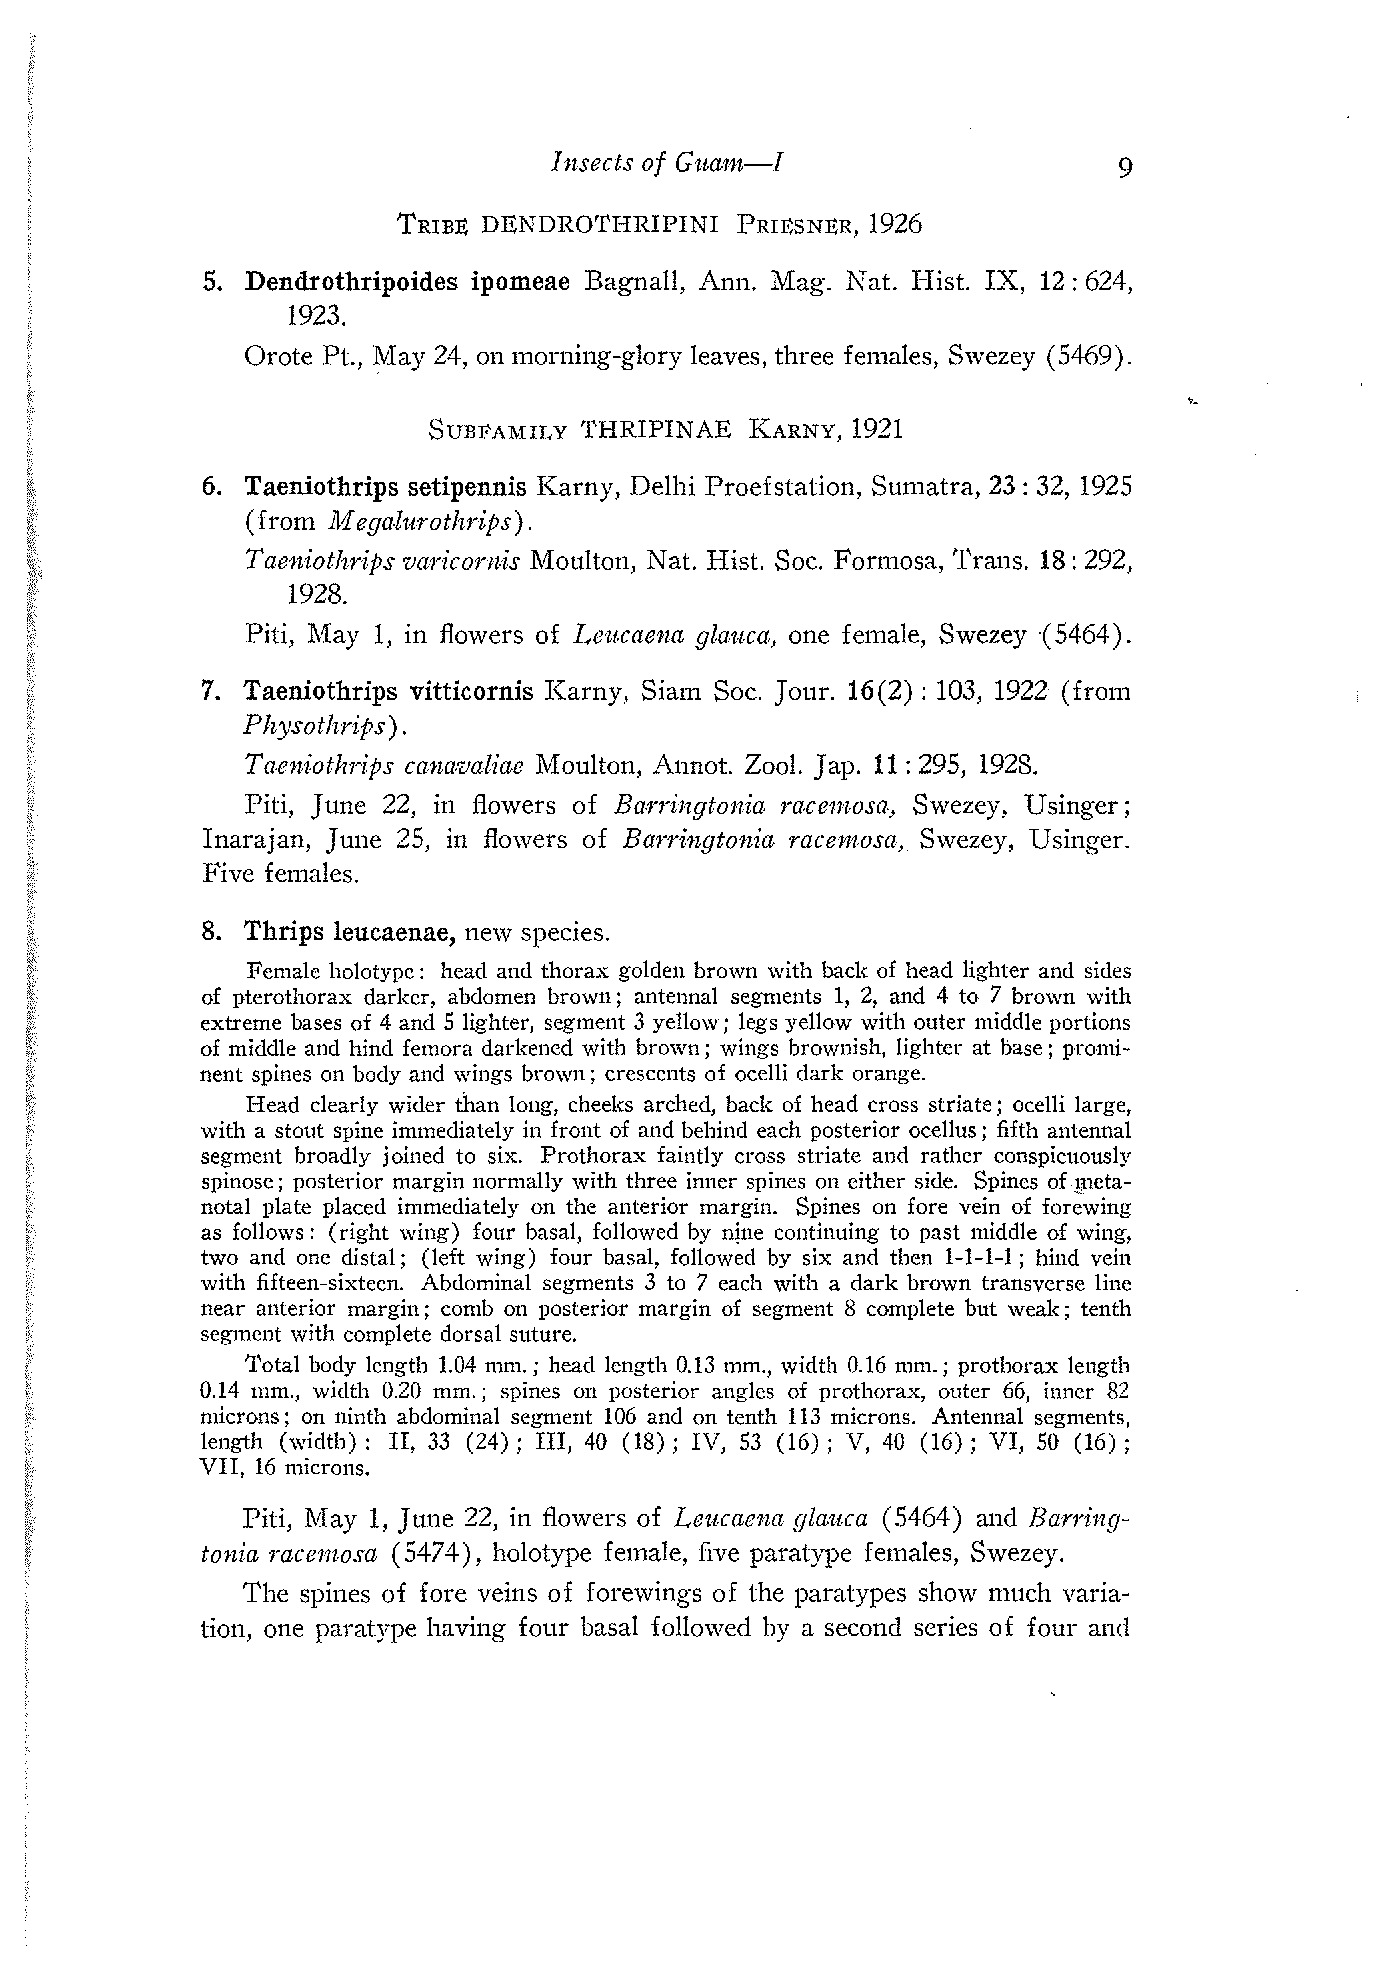 Insects of Guam—I 9
TRIBE DENDROTHRIPINI PRIESNER, 1926
5. Dendrothripoides ipomeae Bagnall, Ann. Mag. Nat. Hist. IX, 12 : 624,
1923.
Orote Pt., May 24, on morning-glory leaves, three females, Swezey (5469).
SUBFAMILY THRIPINAE KARNY, 1921
6. Taeniothrips setipennis Karny, Delhi Proefstation, Sumatra, 23 : 32, 1925
(from Megalurothrips).
Taeniothrips varicornis Moulton, Nat. Hist. Soc. Formosa, Trans. 18 : 292,
1928.
Piti, May 1, in flowers of Leucaena glauca, one female, Swezey (5464).
7. Taeniothrips vitticornis Karny, Siam Soc. Jour. 16(2) : 103, 1922 (from
Physothrips).
Taeniothrips canavaliae Moulton, Annot. Zool. Jap. 11 : 295, 1928.
Piti, June 22, in flowers of Barringtonia racemosa, Swezey, Usinger;
Inarajan, June 25, in flowers of Barringtonia racemosa, Swezey, Usinger.
Five females.
8. Thrips leucaenae, new species.
Female holotype: head and thorax golden brown with back of head lighter and sides
of pterothorax darker, abdomen brown; antennal segments 1, 2, and 4 to 7 brown with
extreme bases of 4 and 5 lighter, segment 3 yellow; legs yellow with outer middle portions
of middle and hind femora darkened with brown; wings brownish, lighter at base; promi-
nent spines on body and wings brown; crescents of ocelli dark orange.
Head clearly wider than long, cheeks arched, back of head cross striate; ocelli large,
with a stout spine immediately in front of and behind each posterior ocellus; fifth antennal
segment broadly joined to six. Prothorax faintly cross striate and rather conspicuously
spinose; posterior margin normally with three inner spines on either side. Spines of meta-
notal plate placed immediately on the anterior margin. Spines on fore vein of forewing
as follows: (right wing) four basal, followed by nine continuing to past middle of wing,
two and one distal; (left wing) four basal, followed by six and then 1-1-1-1; hind vein
with fifteen-sixteen. Abdominal segments 3 to 7 each with a dark brown transverse line
near anterior margin; comb on posterior margin of segment 8 complete but weak; tenth
segment with complete dorsal suture.
Total body length 1.04 mm.; head length 0.13 mm., width 0.16 mm.; prothorax length
0.14 mm., width 0.20 mm.; spines on posterior angles of prothorax, outer 66, inner 82
microns; on ninth abdominal segment 106 and on tenth 113 microns. Antennal segments,
length (width): II, 33 (24); III, 40 (18); IV, 53 (16); V, 40 (16); VI, 50 (16);
VII, 16 microns.
Piti, May 1, June 22, in flowers of Leucaena glauca (5464) and Barring-
tonia racemosa (5474), holotype female, five paratype females, Swezey.
The spines of fore veins of forewings of the paratypes show much varia-
tion, one paratype having four basal followed by a second series of four and